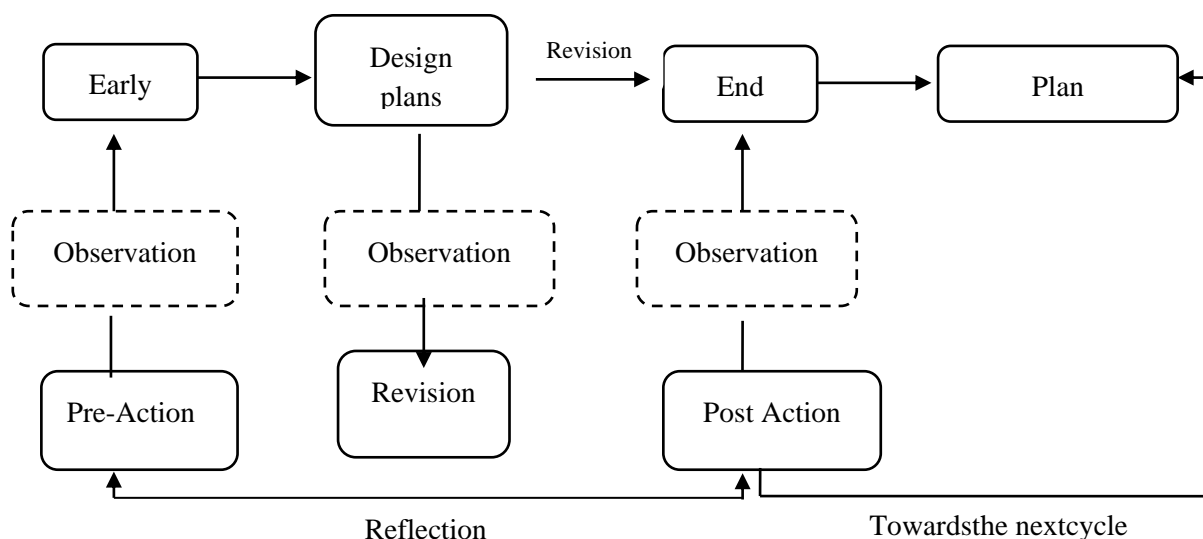 Early
Design
plans
Revision
End
Plan
Observation
Observation
Observation
Pre-Action
Revision
Post Action
Reflection
Towardsthe nextcycle